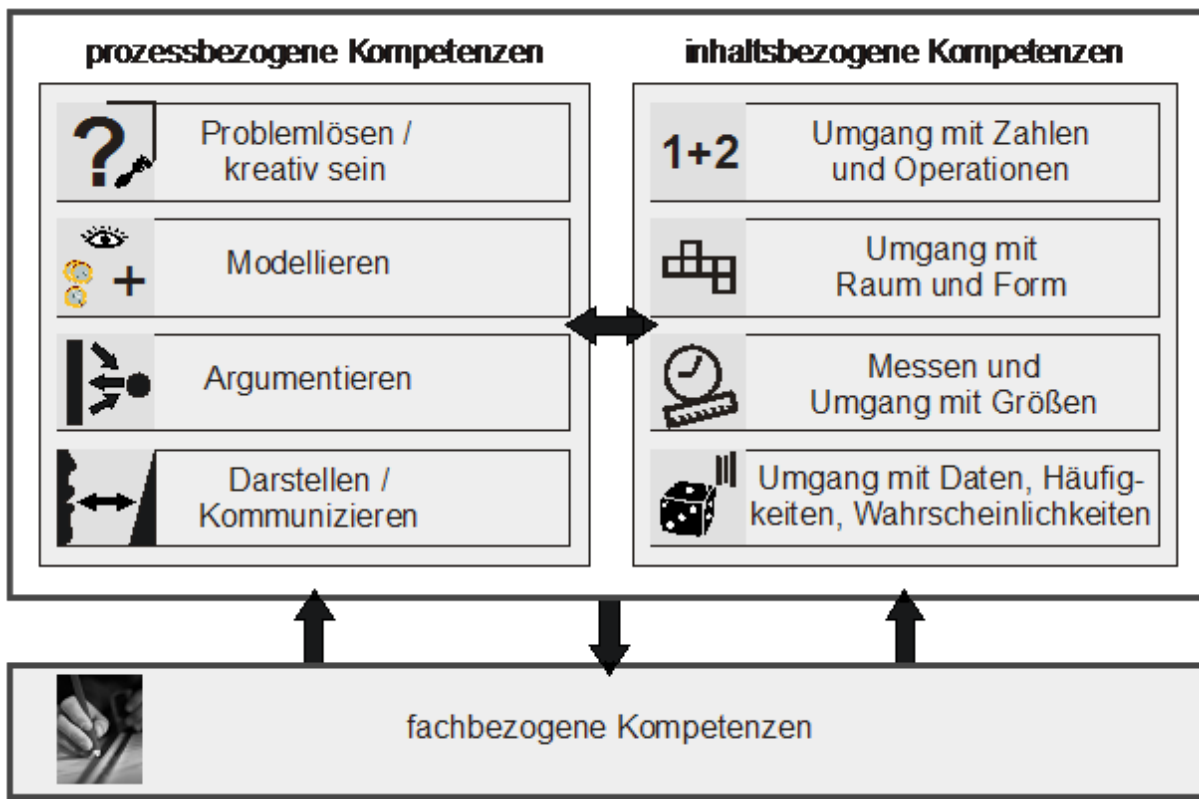 prozessbezogene Kompetenzen
Problemlösen /
kreativ sein
Modellieren
Argumentieren
Darstellen /
Kommunizieren
inhaltsbezogene Kompetenzen
1+2
Umgang mit Zahlen
und Operationen
Umgang mit
Raum und Form
Messen und
Umgang mit Größen
Umgang mit Daten, Häufig-
keiten, Wahrscheinlichkeiten
fachbezogene Kompetenzen